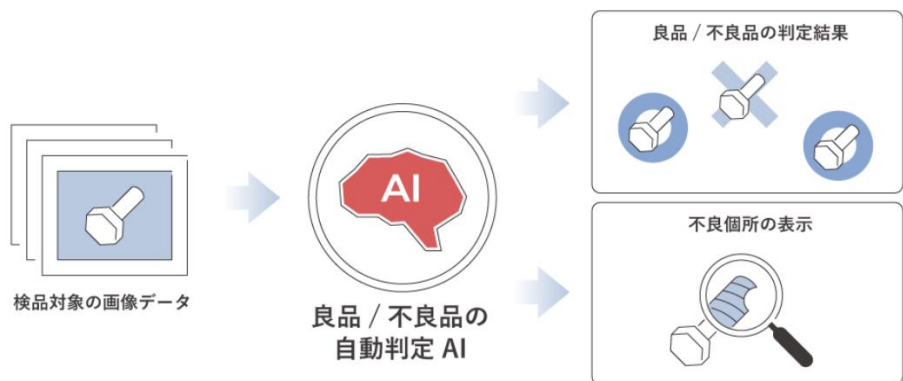 検品対象の画像データ
AI
良品 / 不良品の
自動判定 AI
良品 / 不良品の判定結果
不良個所の表示